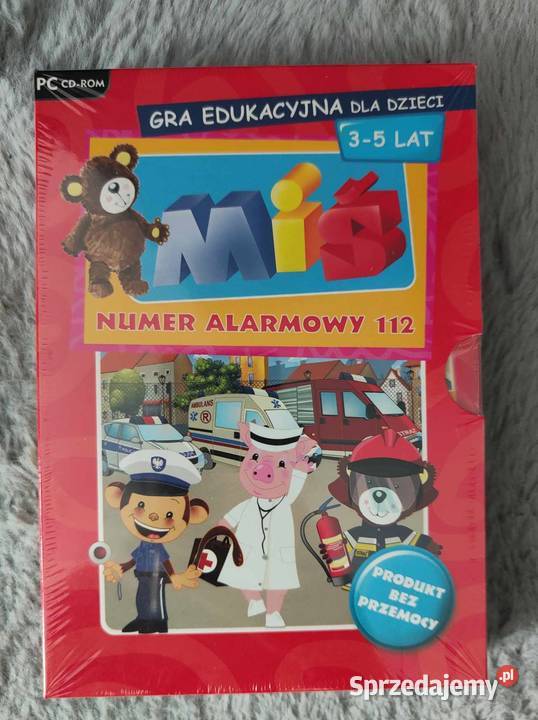 PC CD-ROM
GRA EDUKACYJNA DLA DZIECI
3-5 LAT
MiŚ
NUMER ALARMOWY 112
AMBULANS
R
STRAŻ
PRODUKT
BEZ
PRZEMOCY
Sprzedajemy.pl